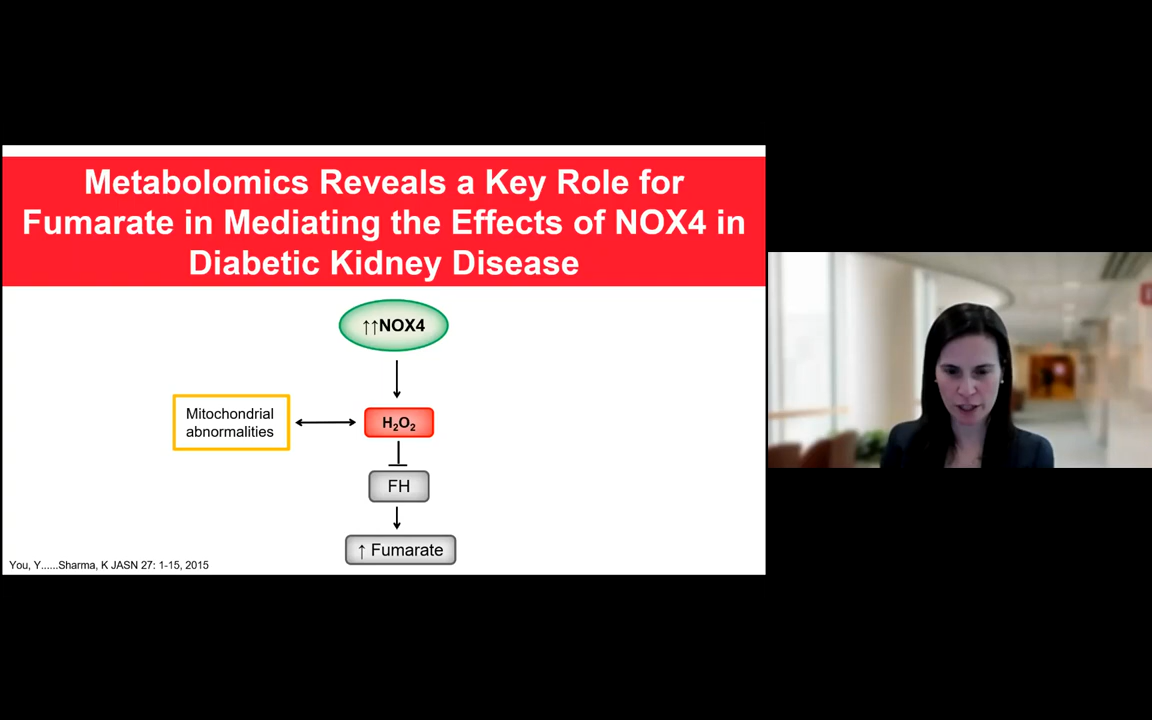 Metabolomics Reveals a Key Role for
Fumarate in Mediating the Effects of NOX4 in
Diabetic Kidney Disease
↑↑NOX4
Mitochondrial
abnormalities
H₂O₂
FH
↑ Fumarate
You, Y......Sharma, K JASN 27: 1-15, 2015